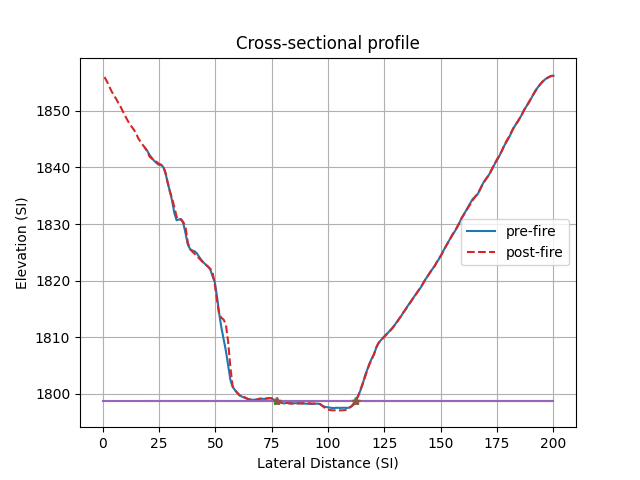 Cross-sectional profile
Elevation (SI)
1850
1840
1830
1820
1810
1800
pre-fire
post-fire
0 25 50 75 100 125 150 175 200
Lateral Distance (SI)